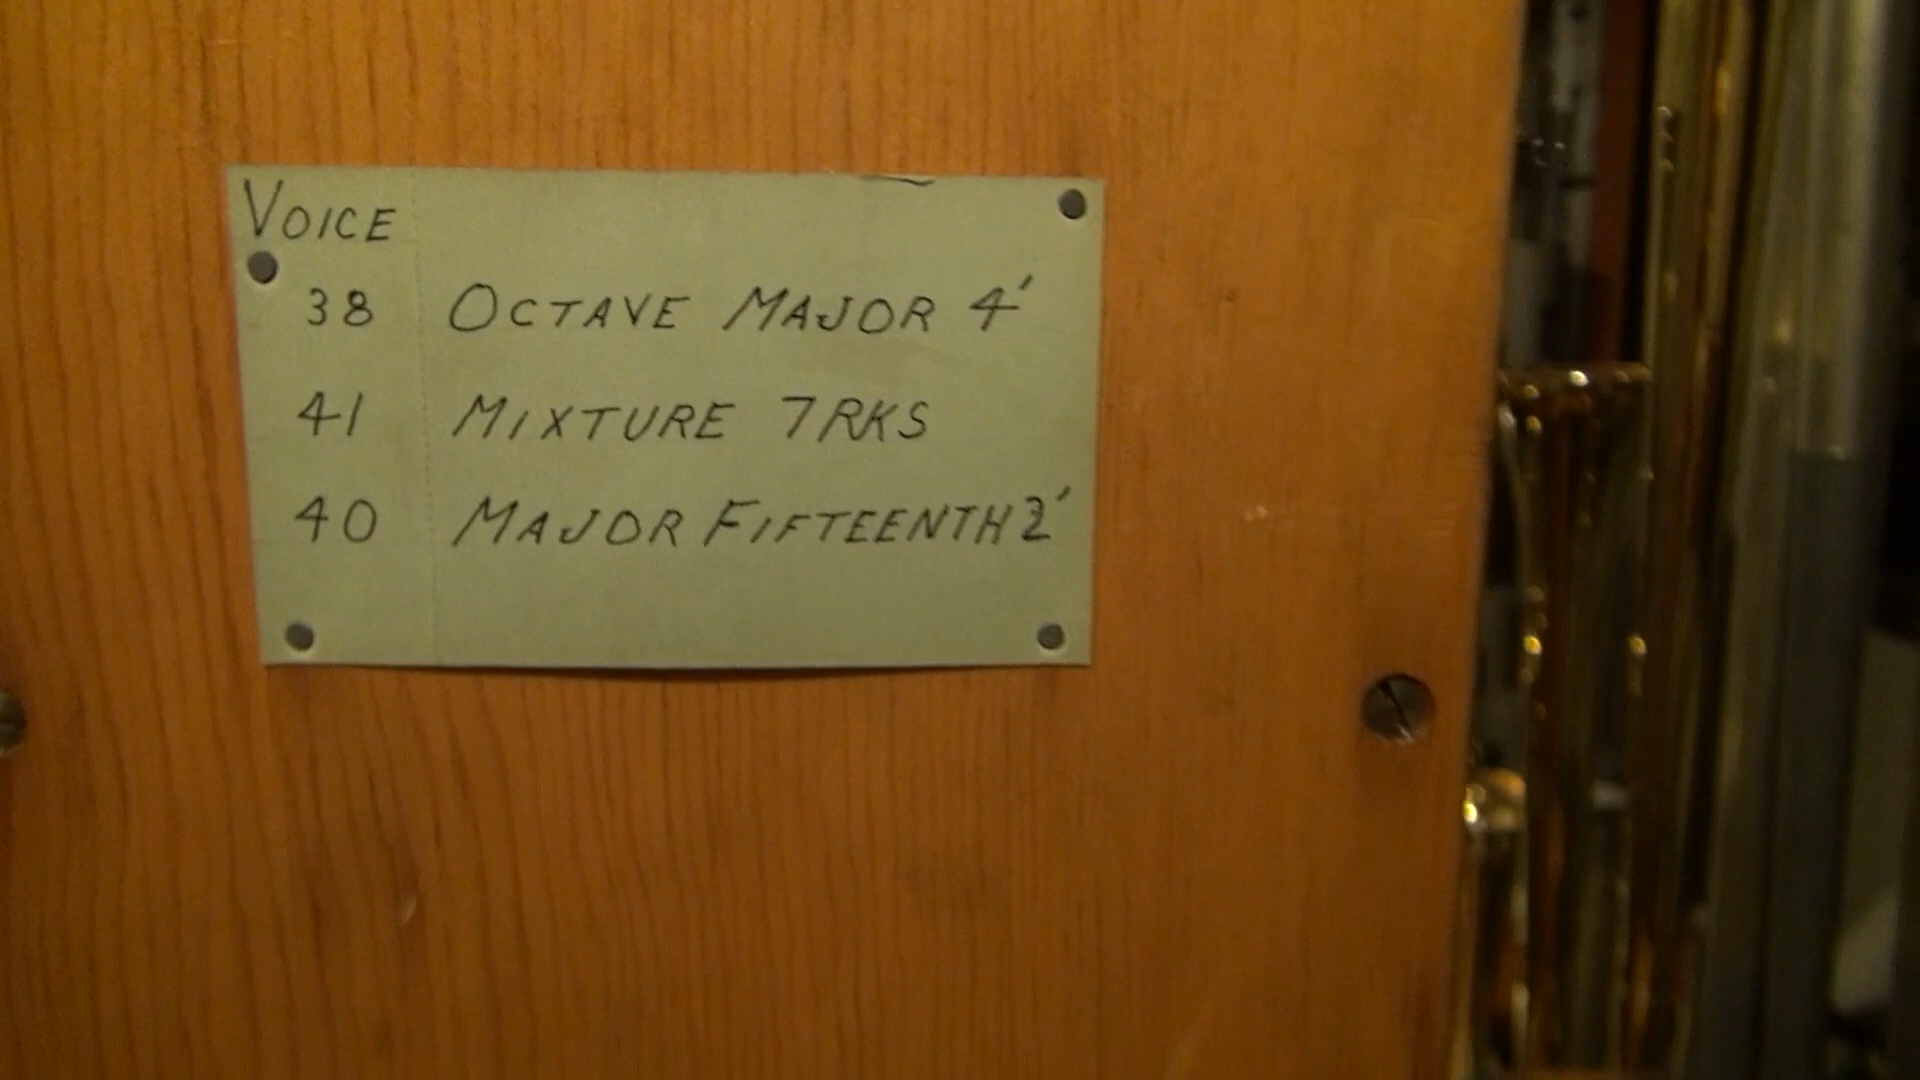 VOICE
38 OCTAVE MAJOR 4'
41 MIXTURE 7RKS
40 MAJOR FIFTEENTH 2'